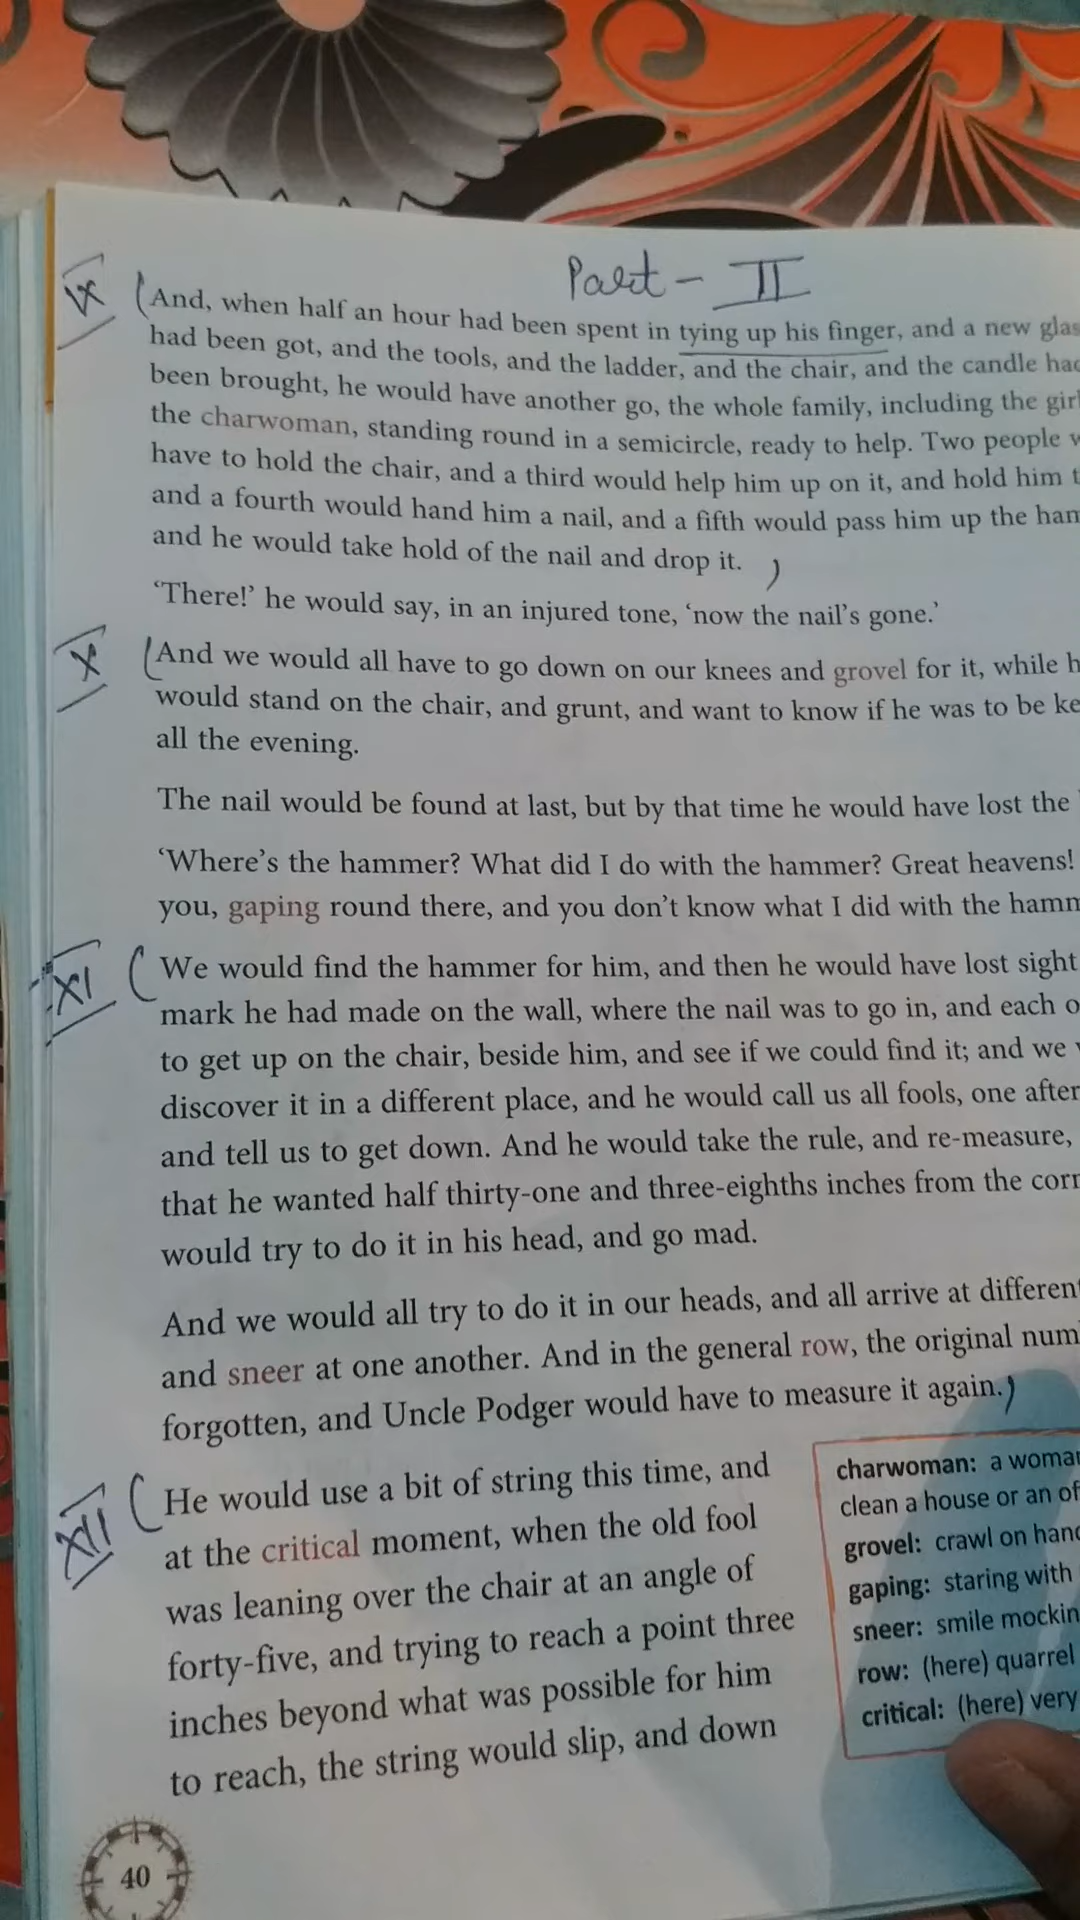 Part - II
IX
(And, when half an hour had been spent in tying up his finger, and a new
had been got, and the tools, and the ladder, and the chair, and the candle
been brought, he would have another go, the whole family, including the
the charwoman, standing round in a semicircle, ready to help. Two people
have to hold the chair, and a third would help him up on it, and hold him
and a fourth would hand him a nail, and a fifth would pass him up the
and he would take hold of the nail and drop it. )
‘There!’ he would say, in an injured tone, ‘now the nail’s gone.’
X
(And we would all have to go down on our knees and grovel for it, while
would stand on the chair, and grunt, and want to know if he was to be
all the evening.
The nail would be found at last, but by that time he would have lost the
‘Where’s the hammer? What did I do with the hammer? Great heavens!
you, gaping round there, and you don’t know what I did with the
XI
(We would find the hammer for him, and then he would have lost sight
mark he had made on the wall, where the nail was to go in, and each
to get up on the chair, beside him, and see if we could find it; and we
discover it in a different place, and he would call us all fools, one after
and tell us to get down. And he would take the rule, and re-measure,
that he wanted half thirty-one and three-eighths inches from the
would try to do it in his head, and go mad.
And we would all try to do it in our heads, and all arrive at
and sneer at one another. And in the general row, the original
forgotten, and Uncle Podger would have to measure it again.)
XII
(He would use a bit of string this time, and
at the critical moment, when the old fool
was leaning over the chair at an angle of
forty-five, and trying to reach a point three
inches beyond what was possible for him
to reach, the string would slip, and down
charwoman: a
clean a house or an
grovel: crawl on
gaping: staring with
sneer: smile
row: (here) quarrel
critical: (here) very
40